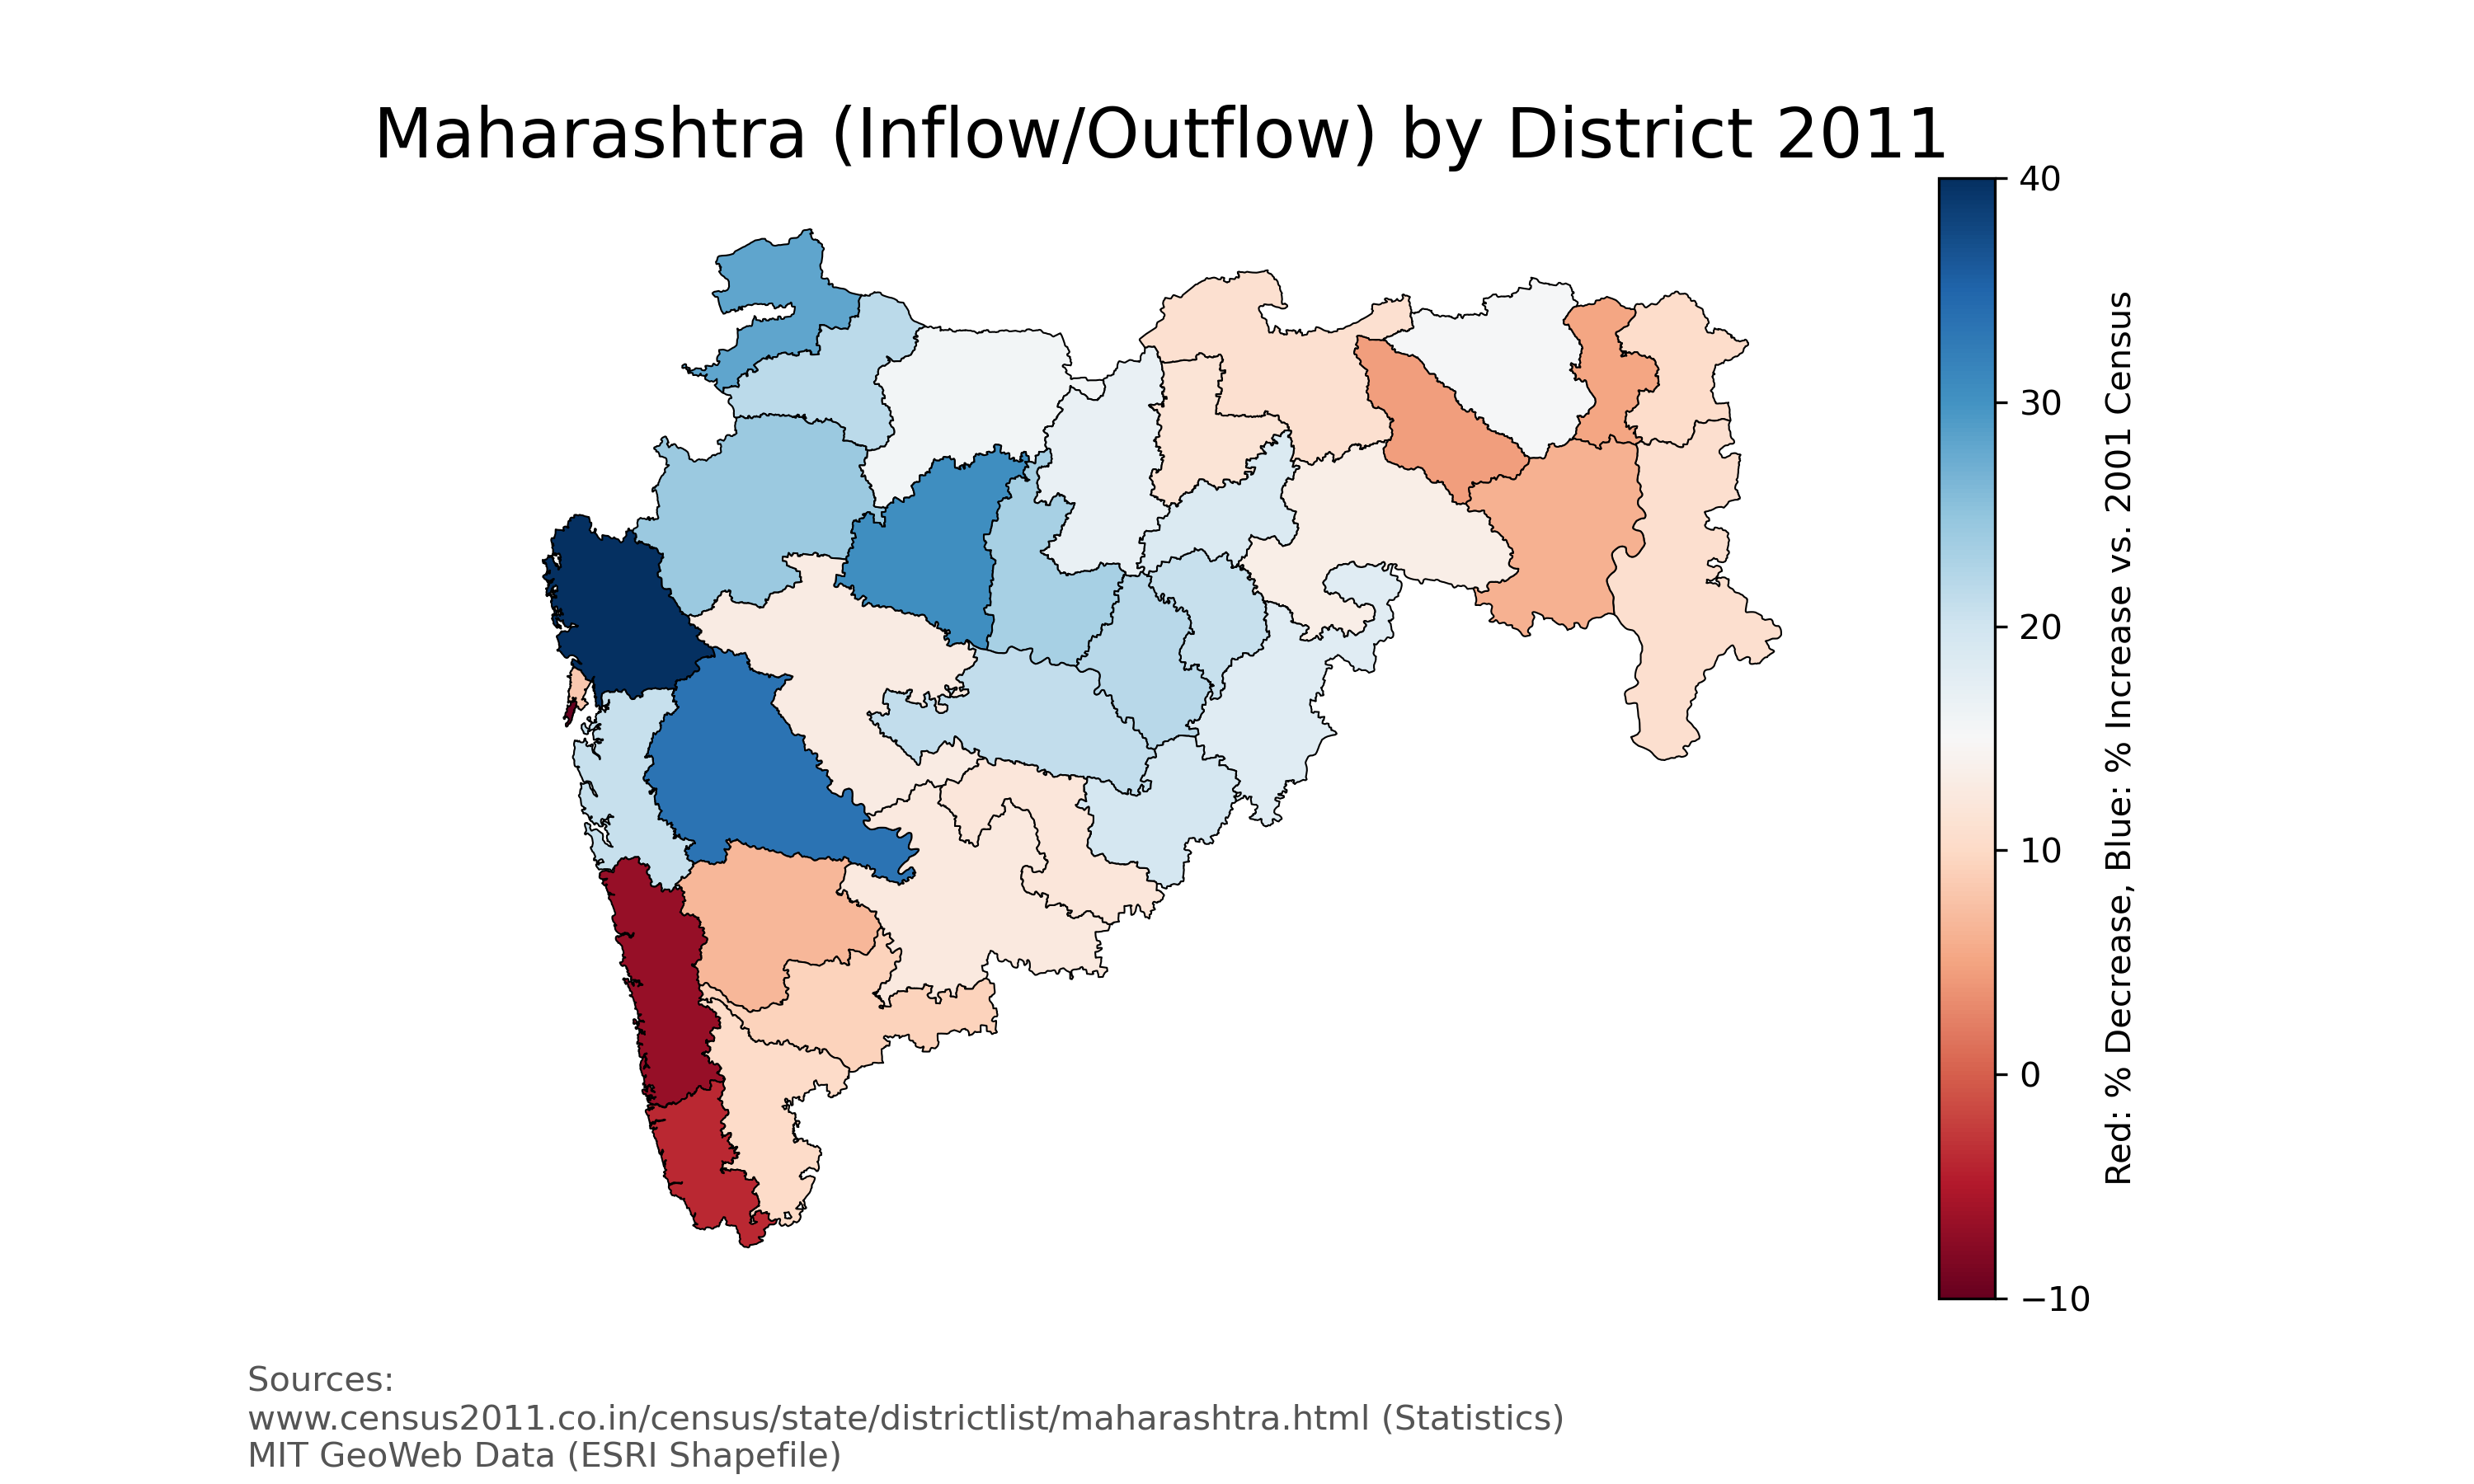 Maharashtra (Inflow/Outflow) by District 2011
40
30
20
10
0
−10
Red: % Decrease, Blue: % Increase vs. 2001 Census
Sources:
www.census2011.co.in/census/state/districtlist/maharashtra.html (Statistics)
MIT GeoWeb Data (ESRI Shapefile)